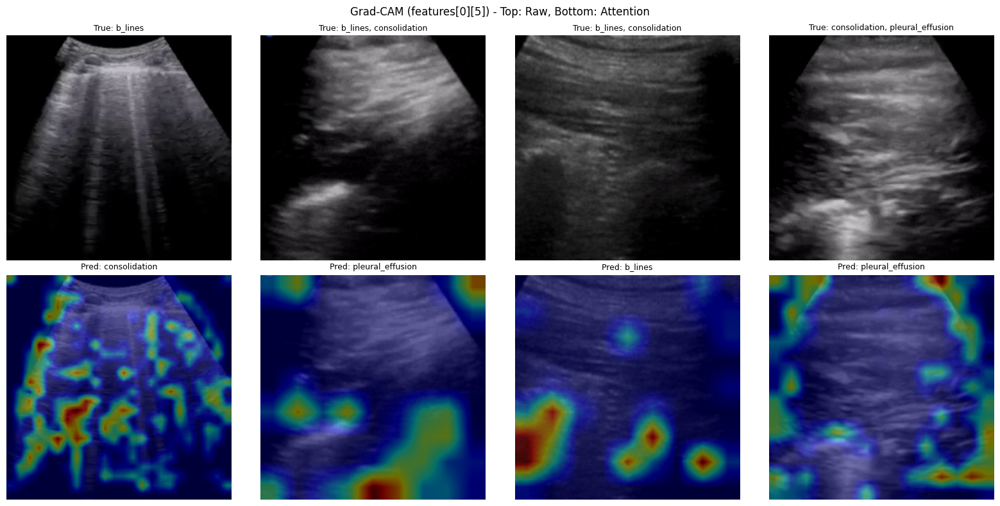 Grad-CAM (features[0][5]) - Top: Raw, Bottom: Attention
True: b_lines
True: b_lines, consolidation
True: b_lines, consolidation
True: consolidation, pleural_effusion
Pred: consolidation
Pred: pleural_effusion
Pred: b_lines
Pred: pleural_effusion